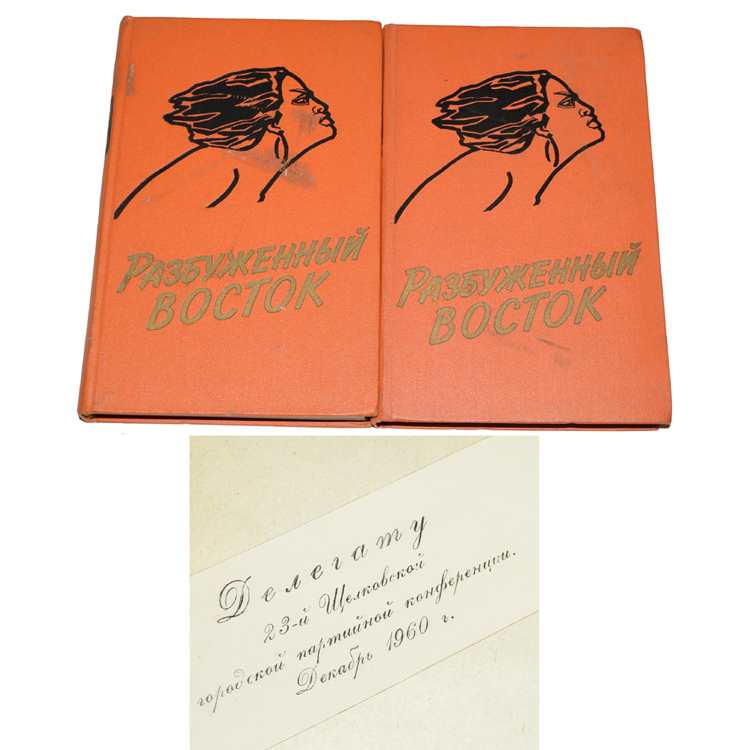 Разбуженный
Восток
Разбуженный
Восток
Делегату
23-й Щелковской
городской партийной конференции.
Декабрь 1960 г.